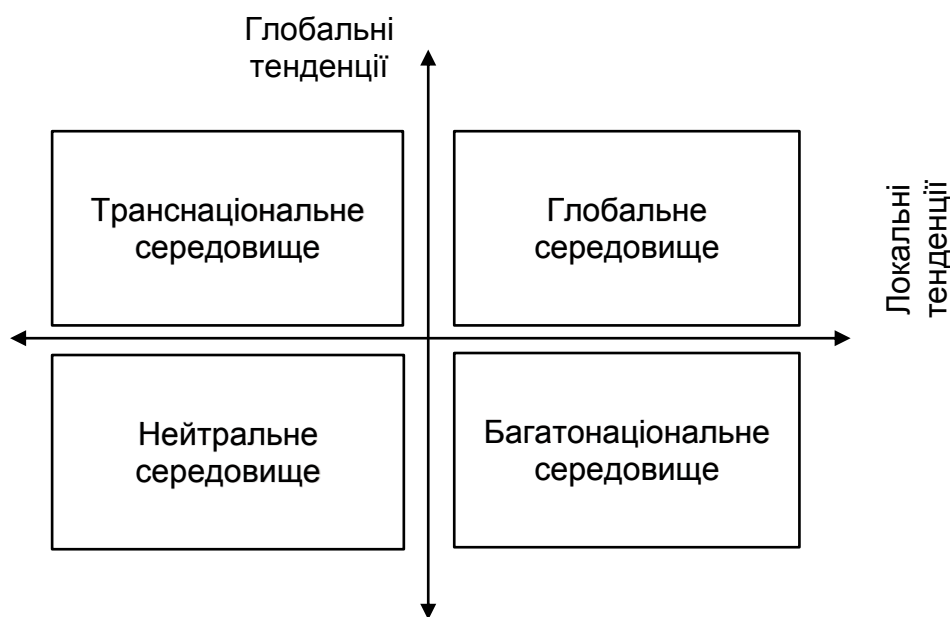 Глобальні
тенденції
Транснаціональне
середовище
Глобальне
середовище
Локальні
тенденції
Нейтральне
середовище
Багатонаціональне
середовище